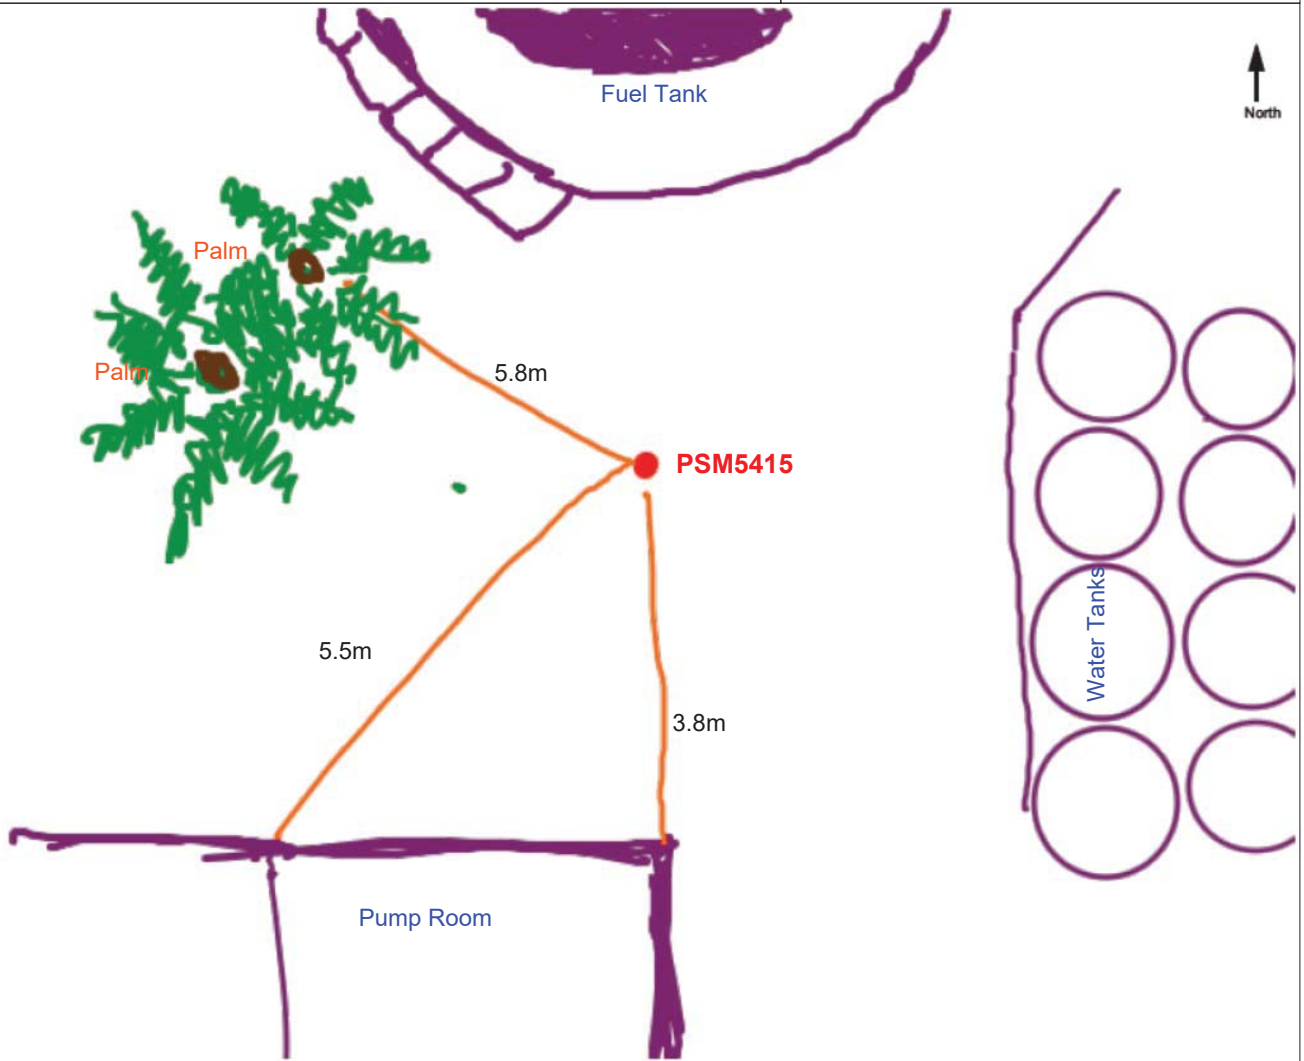 Fuel Tank
North
Palm
Palm
5.8m
PSM5415
5.5m
Water Tanks
3.8m
Pump Room